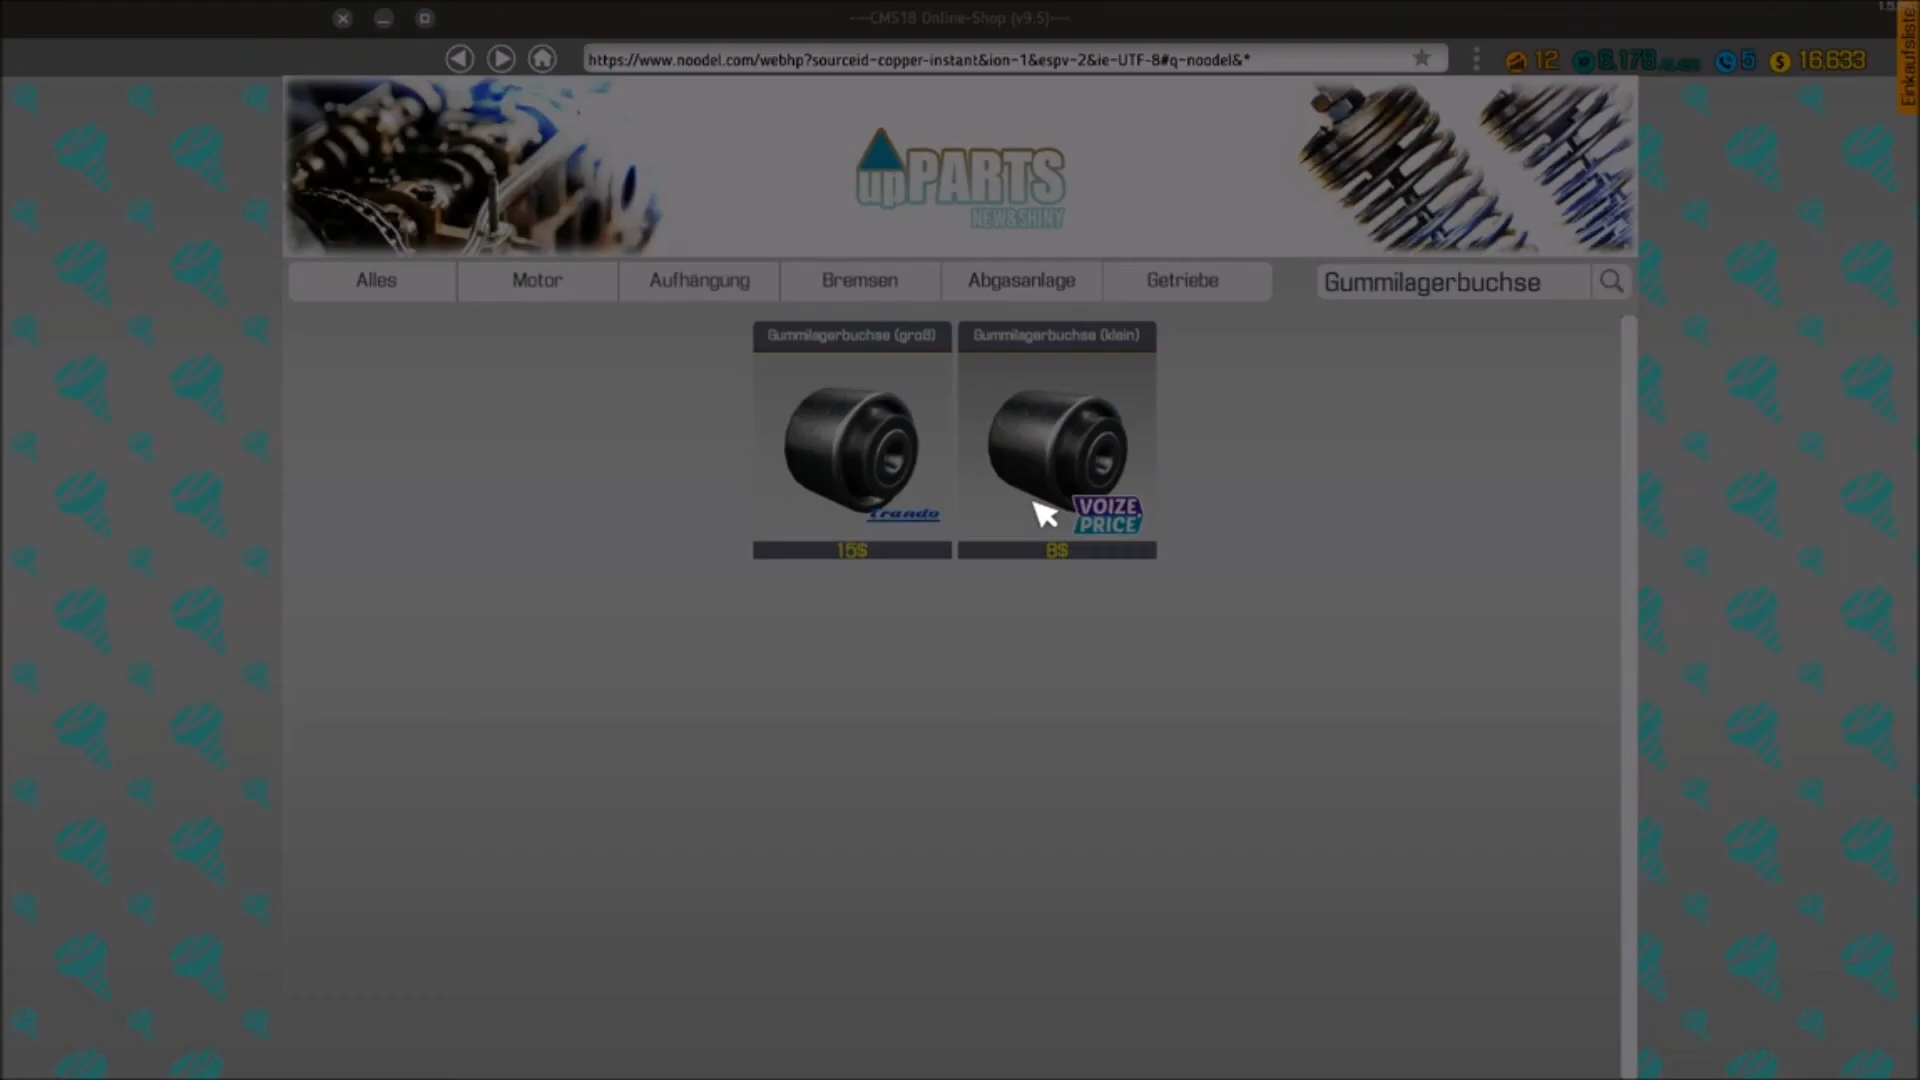 ---CMS18 Online-Shop (v9.5)---
https://www.noodel.com/webhp?sourceid-copper-instant&ion-1&espv-2&ie-UTF-8#q-noodel&*
12
6,176
5
$ 16,633
Einkaufsliste
upPARTS
NEW&SHINY
Alles
Motor
Aufhängung
Bremsen
Abgasanlage
Getriebe
Gummilagerbuchse
Gummilagerbuchse (groß)
Gummilagerbuchse (klein)
trando
VOIZE
PRICE
15$
8$